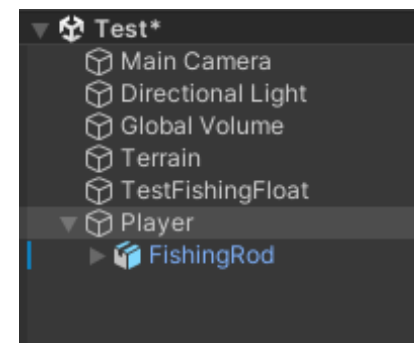 Test*
Main Camera
Directional Light
Global Volume
Terrain
TestFishingFloat
Player
FishingRod